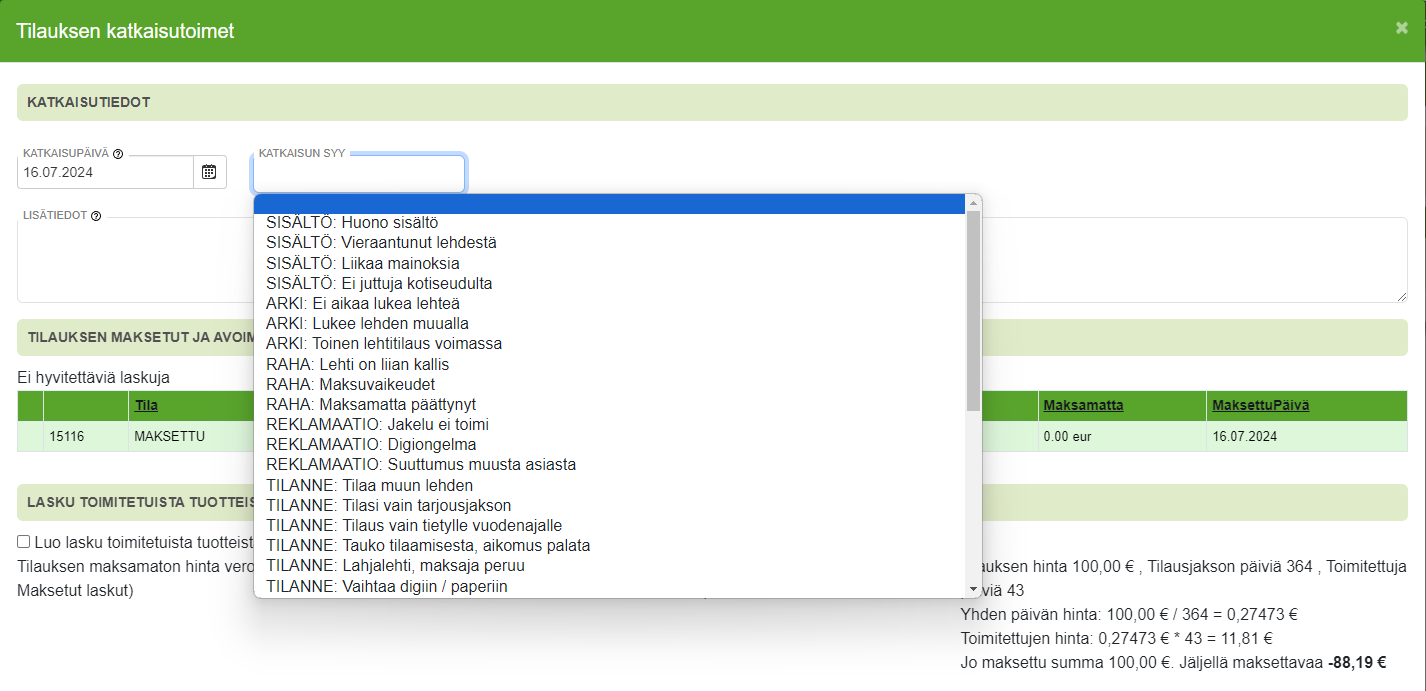 Tilauksen katkaisutoimet
KATKAISUTIEDOT
KATKAISUPÄIVÄ
16.07.2024
KATKAISUN SYY
LISÄTIEDOT
SISÄLTÖ: Huono sisältö
SISÄLTÖ: Vieraantunut lehdestä
SISÄLTÖ: Liikaa mainoksia
SISÄLTÖ: Ei juttuja kotiseudulta
ARKI: Ei aikaa lukea lehteä
ARKI: Lukee lehden muualla
ARKI: Toinen lehtitilaus voimassa
RAHA: Lehti on liian kallis
RAHA: Maksuvaikeudet
RAHA: Maksamatta päättynyt
REKLAMAATIO: Jakelu ei toimi
REKLAMAATIO: Digiongelma
REKLAMAATIO: Suuttumus muusta asiasta
TILANNE: Tilaa muun lehden
TILANNE: Tilasi vain tarjousjakson
TILANNE: Tilaus vain tietylle vuodenajalle
TILANNE: Tauko tilaamisesta, aikomus palata
TILANNE: Lahjalehti, maksaja peruu
TILANNE: Vaihtaa digiin / paperiin
TILAUKSEN MAKSETUT JA AVOIM
Ei hyvitettäviä laskuja
Tila Maksamatta MaksettuPäivä
15116 MAKSETTU 0.00 eur 16.07.2024
LASKU TOIMITETUISTA TUOTTEIS
Luo lasku toimitetuista tuotteista
Tilauksen maksamaton hinta vero
Maksetut laskut)
auksen hinta 100,00 € , Tilausjakson päiviä 364 , Toimitettuja
päiviä 43
Yhden päivän hinta: 100,00 € / 364 = 0,27473 €
Toimitettujen hinta: 0,27473 € * 43 = 11,81 €
Jo maksettu summa 100,00 €. Jäljellä maksettavaa -88,19 €